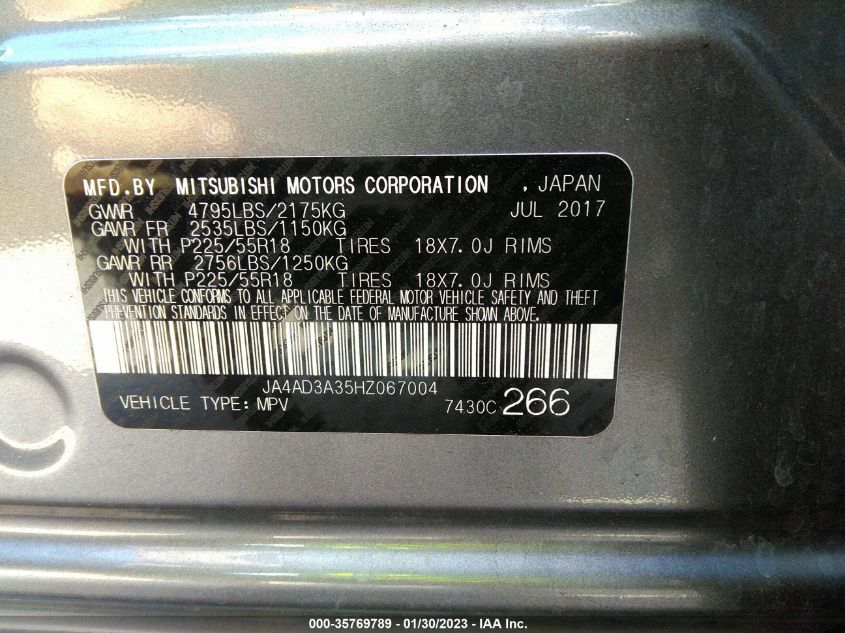 MFD.BY MITSUBISHI MOTORS CORPORATION , JAPAN
GVWR 4795LBS/2175KG JUL 2017
GAWR FR 2535LBS/1150KG
WITH P225/55R18 TIRES 18X7.0J RIMS
GAWR RR 2756LBS/1250KG
WITH P225/55R18 TIRES 18X7.0J RIMS
THIS VEHICLE CONFORMS TO ALL APPLICABLE FEDERAL MOTOR VEHICLE SAFETY AND THEFT
PREVENTION STANDARDS IN EFFECT ON THE DATE OF MANUFACTURE SHOWN ABOVE.
JA4AD3A35HZ067004
VEHICLE TYPE: MPV 7430C 266
000-35769789 - 01/30/2023 - IAA Inc.